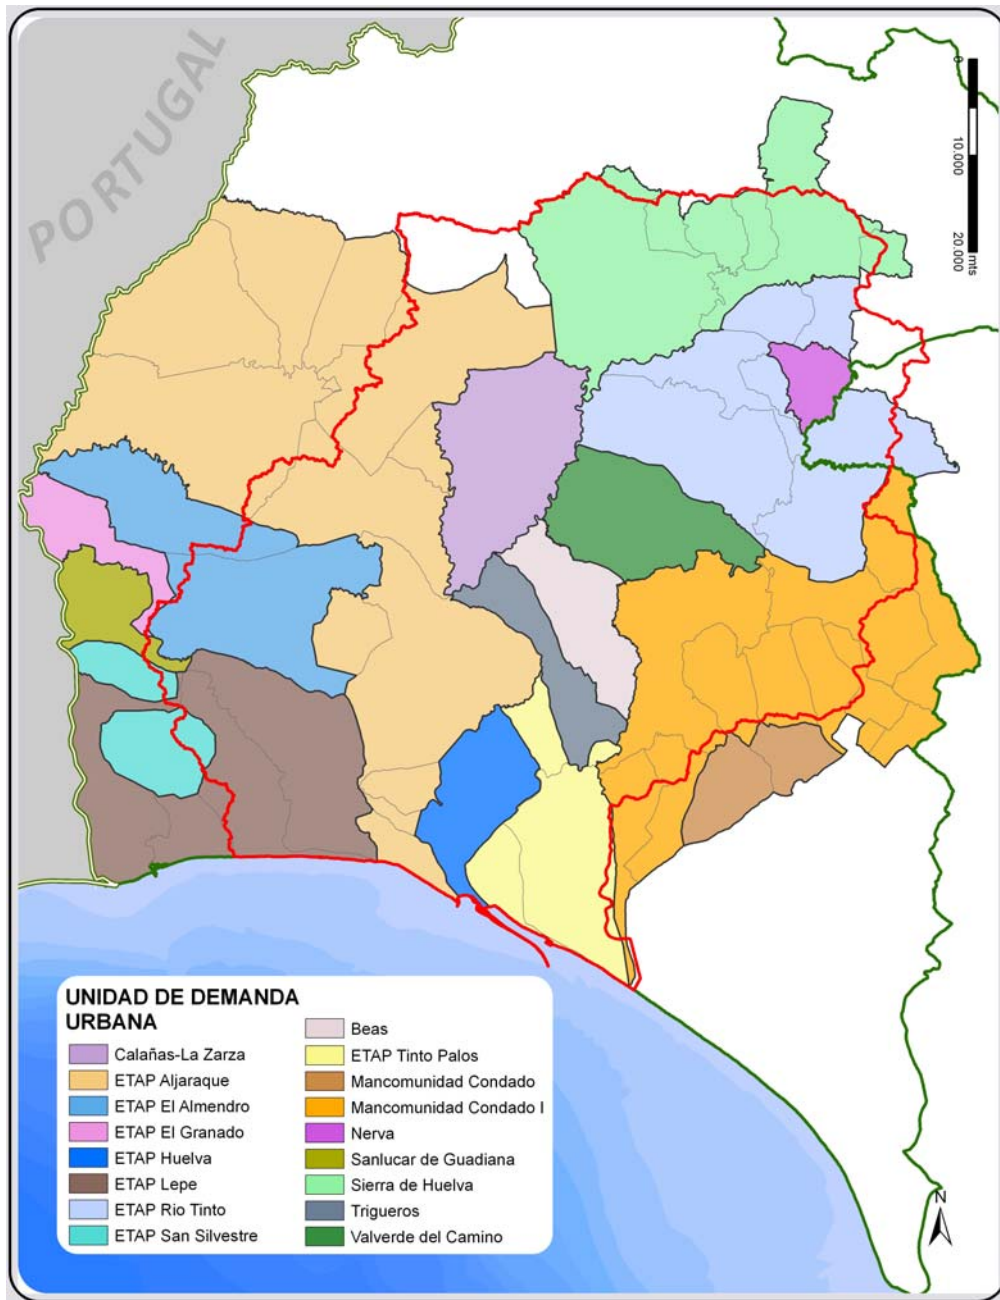 PORTUGAL
0
10.000
20.000
mts
UNIDAD DE DEMANDA
URBANA
Calañas-La Zarza
ETAP Aljaraque
ETAP El Almendro
ETAP El Granado
ETAP Huelva
ETAP Lepe
ETAP Rio Tinto
ETAP San Silvestre
Beas
ETAP Tinto Palos
Mancomunidad Condado
Mancomunidad Condado I
Nerva
Sanlucar de Guadiana
Sierra de Huelva
Trigueros
Valverde del Camino
N